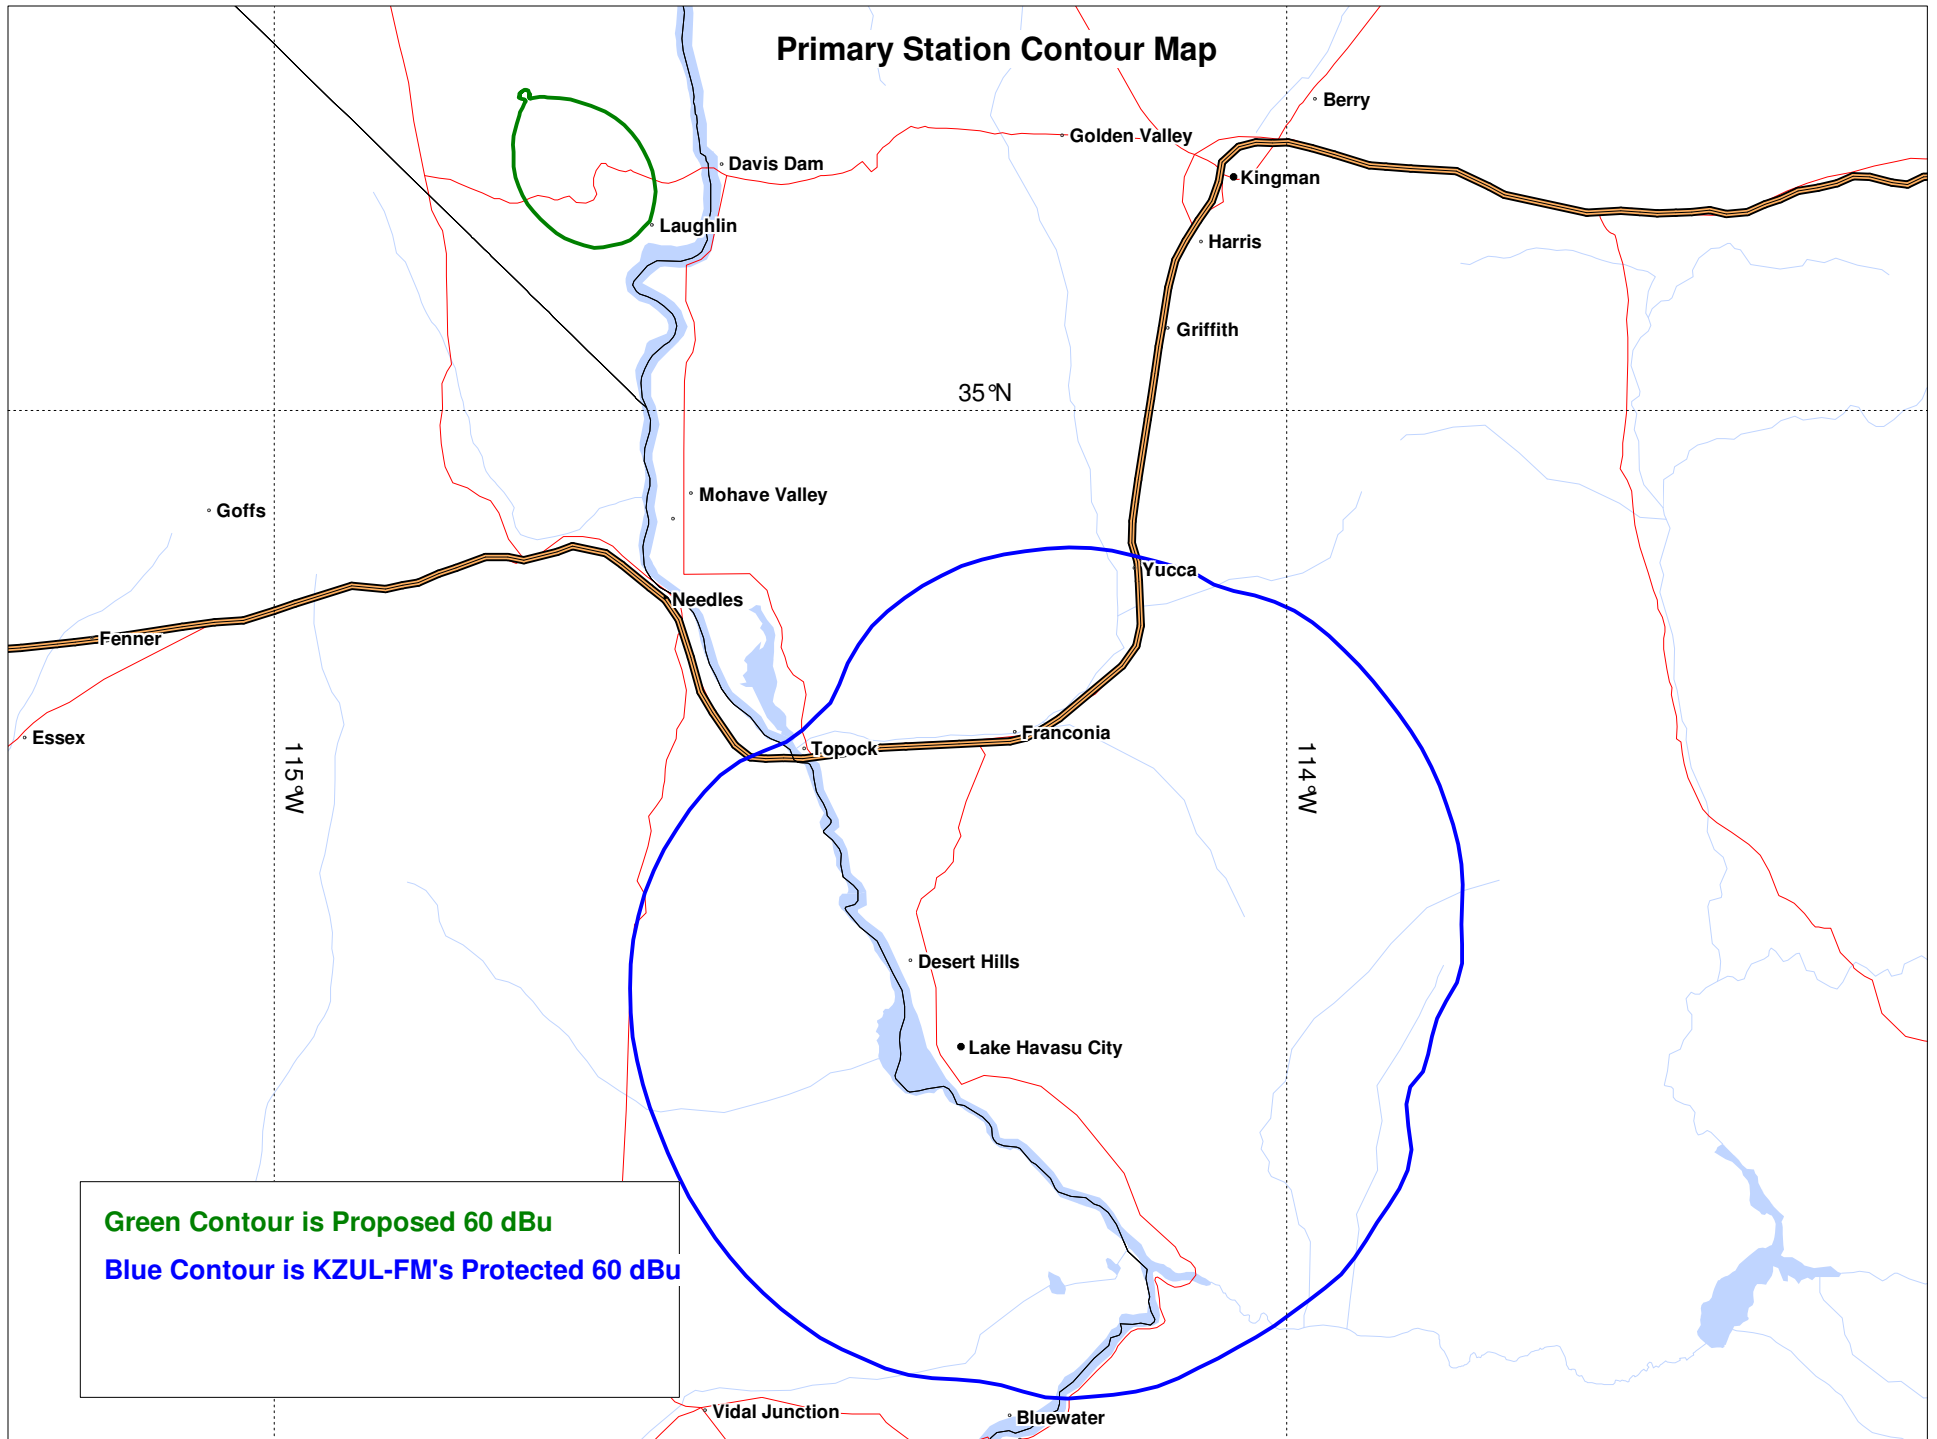 Primary Station Contour Map
Berry
Golden Valley
Davis Dam
Kingman
Laughlin
Harris
Griffith
35°N
Mohave Valley
Goffs
Yucca
Needles
Fenner
Franconia
Essex
Topock
115°W
114°W
Desert Hills
Lake Havasu City
Green Contour is Proposed 60 dBu
Blue Contour is KZUL-FM's Protected 60 dBu
Vidal Junction
Bluewater